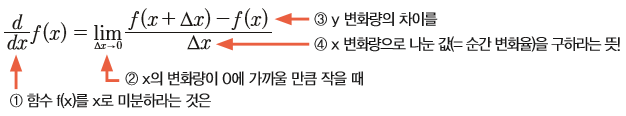 d/dx f(x) = lim Δx→0 f(x + Δx) − f(x) / Δx
③ y 변화량의 차이를
④ x 변화량으로 나눈 값(= 순간 변화율)을 구하라는 뜻!
② x의 변화량이 0에 가까울 만큼 작을 때
① 함수 f(x)를 x로 미분하라는 것은